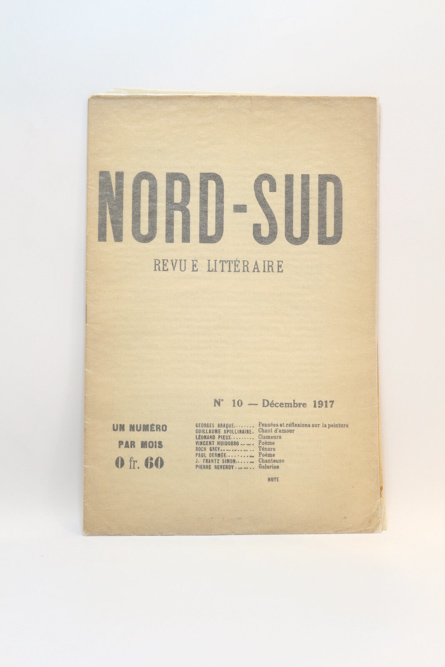 NORD-SUD
REVUE LITTÉRAIRE
N° 10 — Décembre 1917
UN NUMÉRO
PAR MOIS
0 fr. 60
GEORGES BRAQUE....... Pensées et réflexions sur la peinture
GUILLAUME APOLLINAIRE. Chant d'amour
LÉONARD PIEUX........ Clameurs
VINCENT HUIDOBRO..... Poème
ROCH GREY............ Ténors
PAUL DERMÉE.......... Poème
J. FRANTZ SIMON...... Chansons
PIERRE REVERDY....... Galeries
NOTE